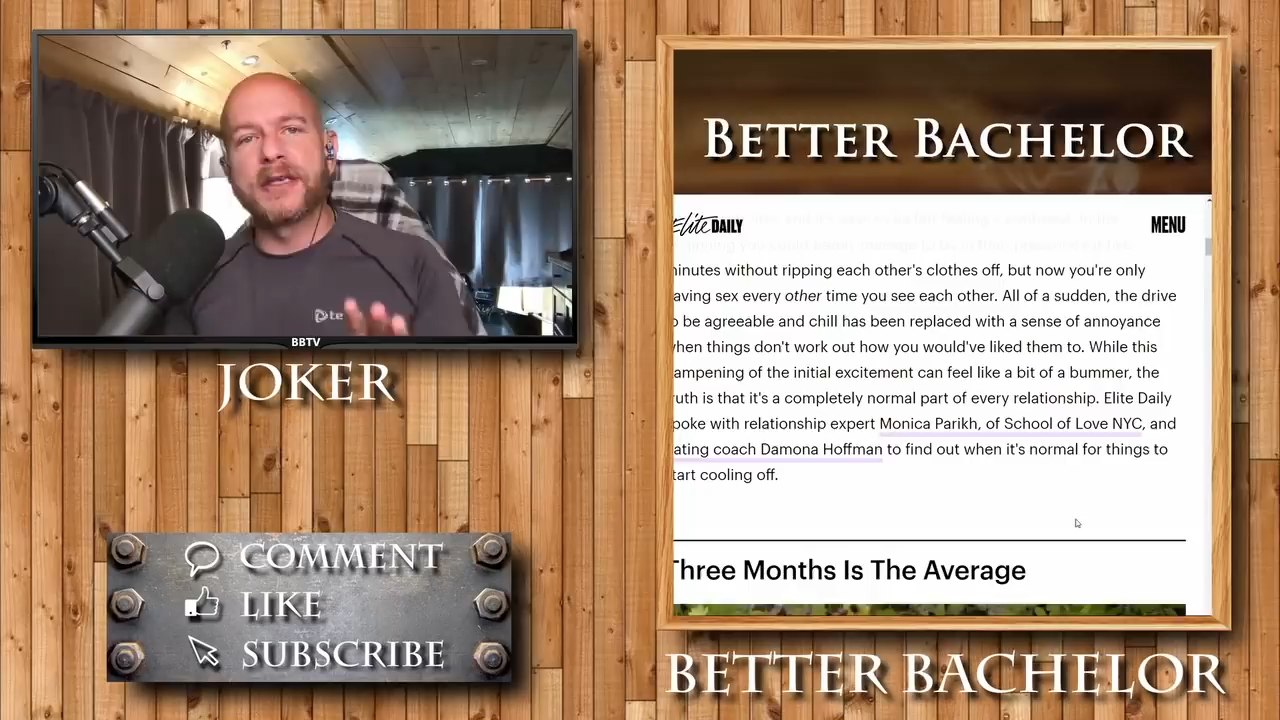 BBTV
JOKER
COMMENT
LIKE
SUBSCRIBE
BETTER BACHELOR
Elite DAILY
MENU
inutes without ripping each other's clothes off, but now you're only
aving sex every other time you see each other. All of a sudden, the drive
be agreeable and chill has been replaced with a sense of annoyance
hen things don't work out how you would've liked them to. While this
ampening of the initial excitement can feel like a bit of a bummer, the
ruth is that it's a completely normal part of every relationship. Elite Daily
poke with relationship expert Monica Parikh, of School of Love NYC, and
ating coach Damona Hoffman to find out when it's normal for things to
tart cooling off.
Three Months Is The Average
BETTER BACHELOR